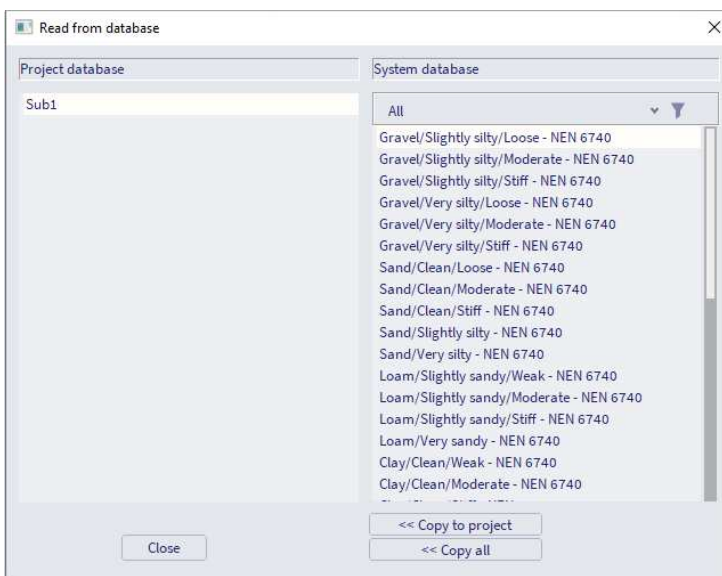 Read from database
Project database
Sub1
System database
All
Gravel/Slightly silty/Loose - NEN 6740
Gravel/Slightly silty/Moderate - NEN 6740
Gravel/Slightly silty/Stiff - NEN 6740
Gravel/Very silty/Loose - NEN 6740
Gravel/Very silty/Moderate - NEN 6740
Gravel/Very silty/Stiff - NEN 6740
Sand/Clean/Loose - NEN 6740
Sand/Clean/Moderate - NEN 6740
Sand/Clean/Stiff - NEN 6740
Sand/Slightly silty - NEN 6740
Sand/Very silty - NEN 6740
Loam/Slightly sandy/Weak - NEN 6740
Loam/Slightly sandy/Moderate - NEN 6740
Loam/Slightly sandy/Stiff - NEN 6740
Loam/Very sandy - NEN 6740
Clay/Clean/Weak - NEN 6740
Clay/Clean/Moderate - NEN 6740
<< Copy to project
Close
<< Copy all